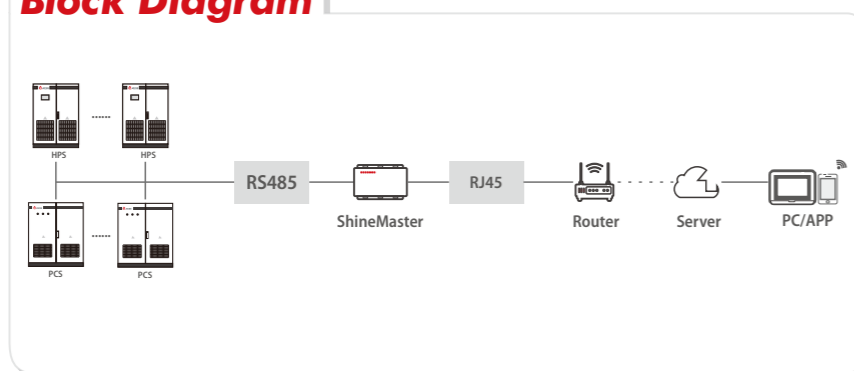 Block Diagram
HPS
HPS
RS485
RJ45
ShineMaster
Router
Server
PC/APP
PCS
PCS